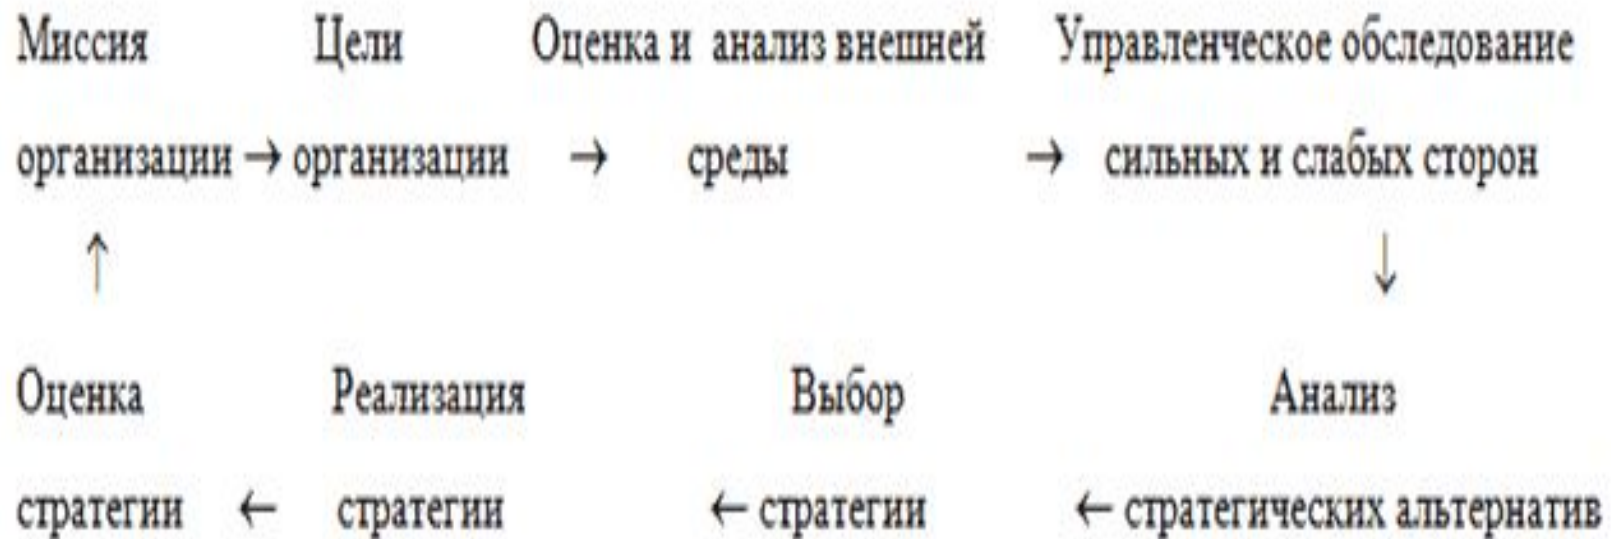 Миссия Цели Оценка и анализ внешней Управленческое обследование
организации → организации → среды → сильных и слабых сторон
↑ ↓
Оценка Реализация Выбор Анализ
стратегии ← стратегии ← стратегии ← стратегических альтернатив